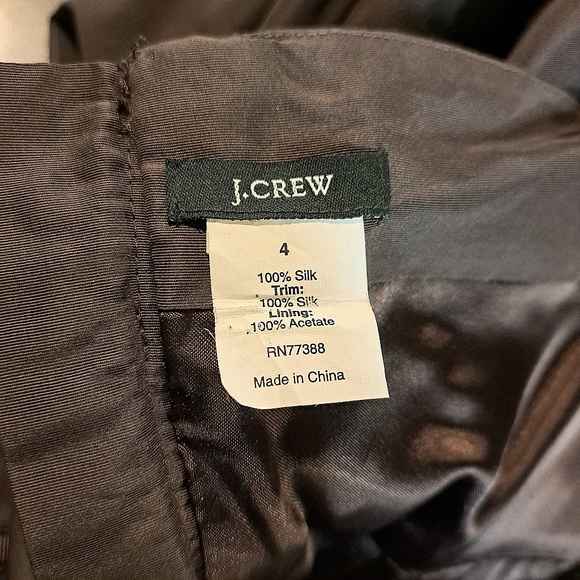 J.CREW
4
100% Silk
Trim:
100% Silk
Lining:
100% Acetate
RN77388
Made in China